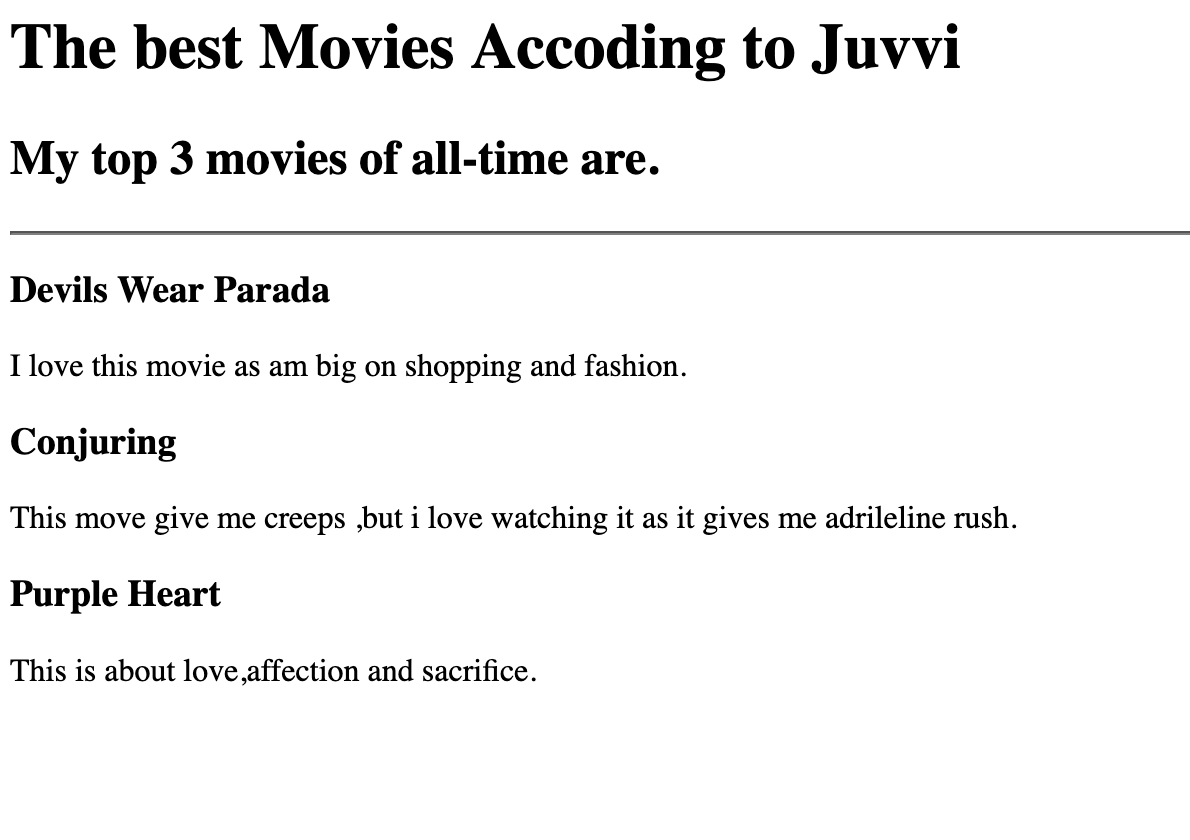 The best Movies Accoding to Juvvi
My top 3 movies of all-time are.
Devils Wear Parada
I love this movie as am big on shopping and fashion.
Conjuring
This move give me creeps ,but i love watching it as it gives me adrileline rush.
Purple Heart
This is about love,affection and sacrifice.